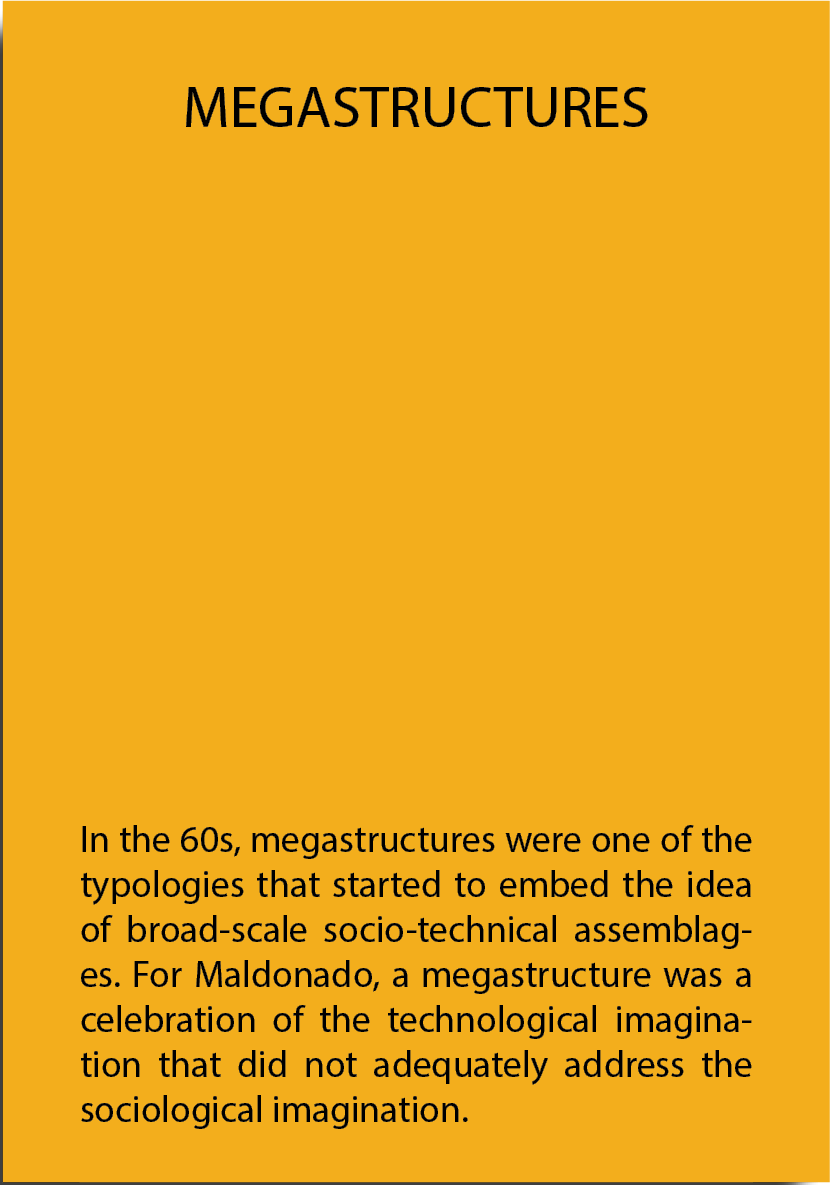 MEGASTRUCTURES
In the 60s, megastructures were one of the
typologies that started to embed the idea
of broad-scale socio-technical assemblag-
es. For Maldonado, a megastructure was a
celebration of the technological imagina-
tion that did not adequately address the
sociological imagination.